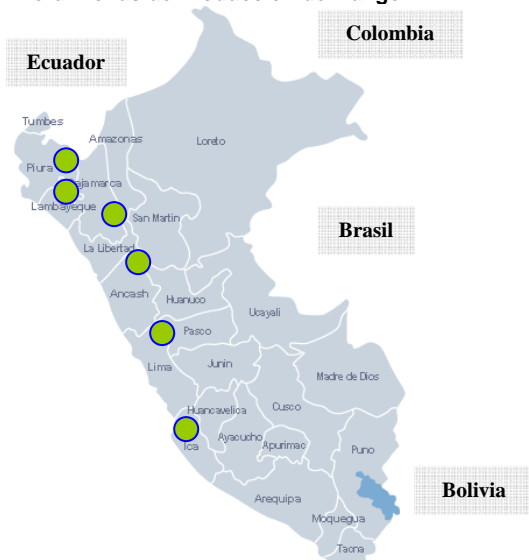 Colombia
Ecuador
Tumbes
Amazonas
Loreto
Piura
ajamarca
Lambayeque
San Martin
Brasil
La Libertad
Ancash
Huanuco
Ucayali
Pasco
Lima
Junin
Madre de Dios
Huancavelica
Cusco
Ica
Ayacucho
Apurimac
Puno
Arequipa
Bolivia
Moquegua
Tacna